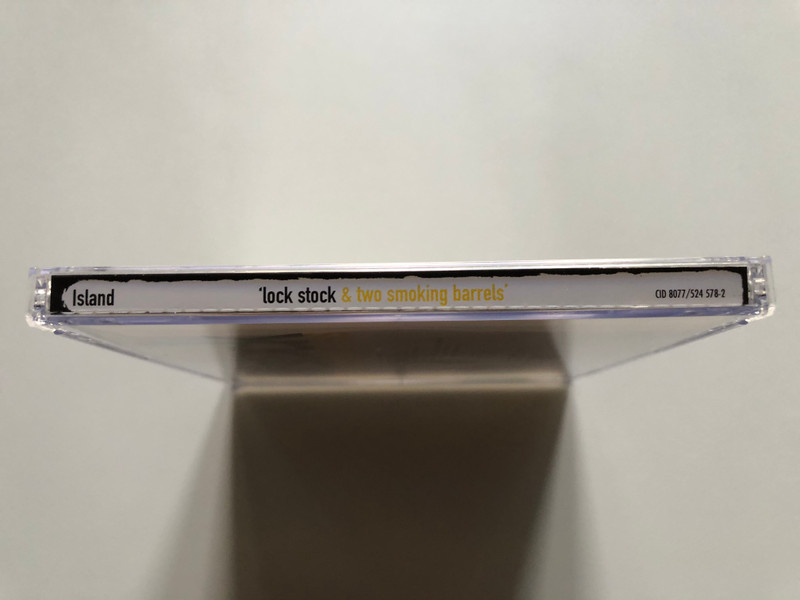 Island 'lock stock & two smoking barrels' CID 8077/524 578-2